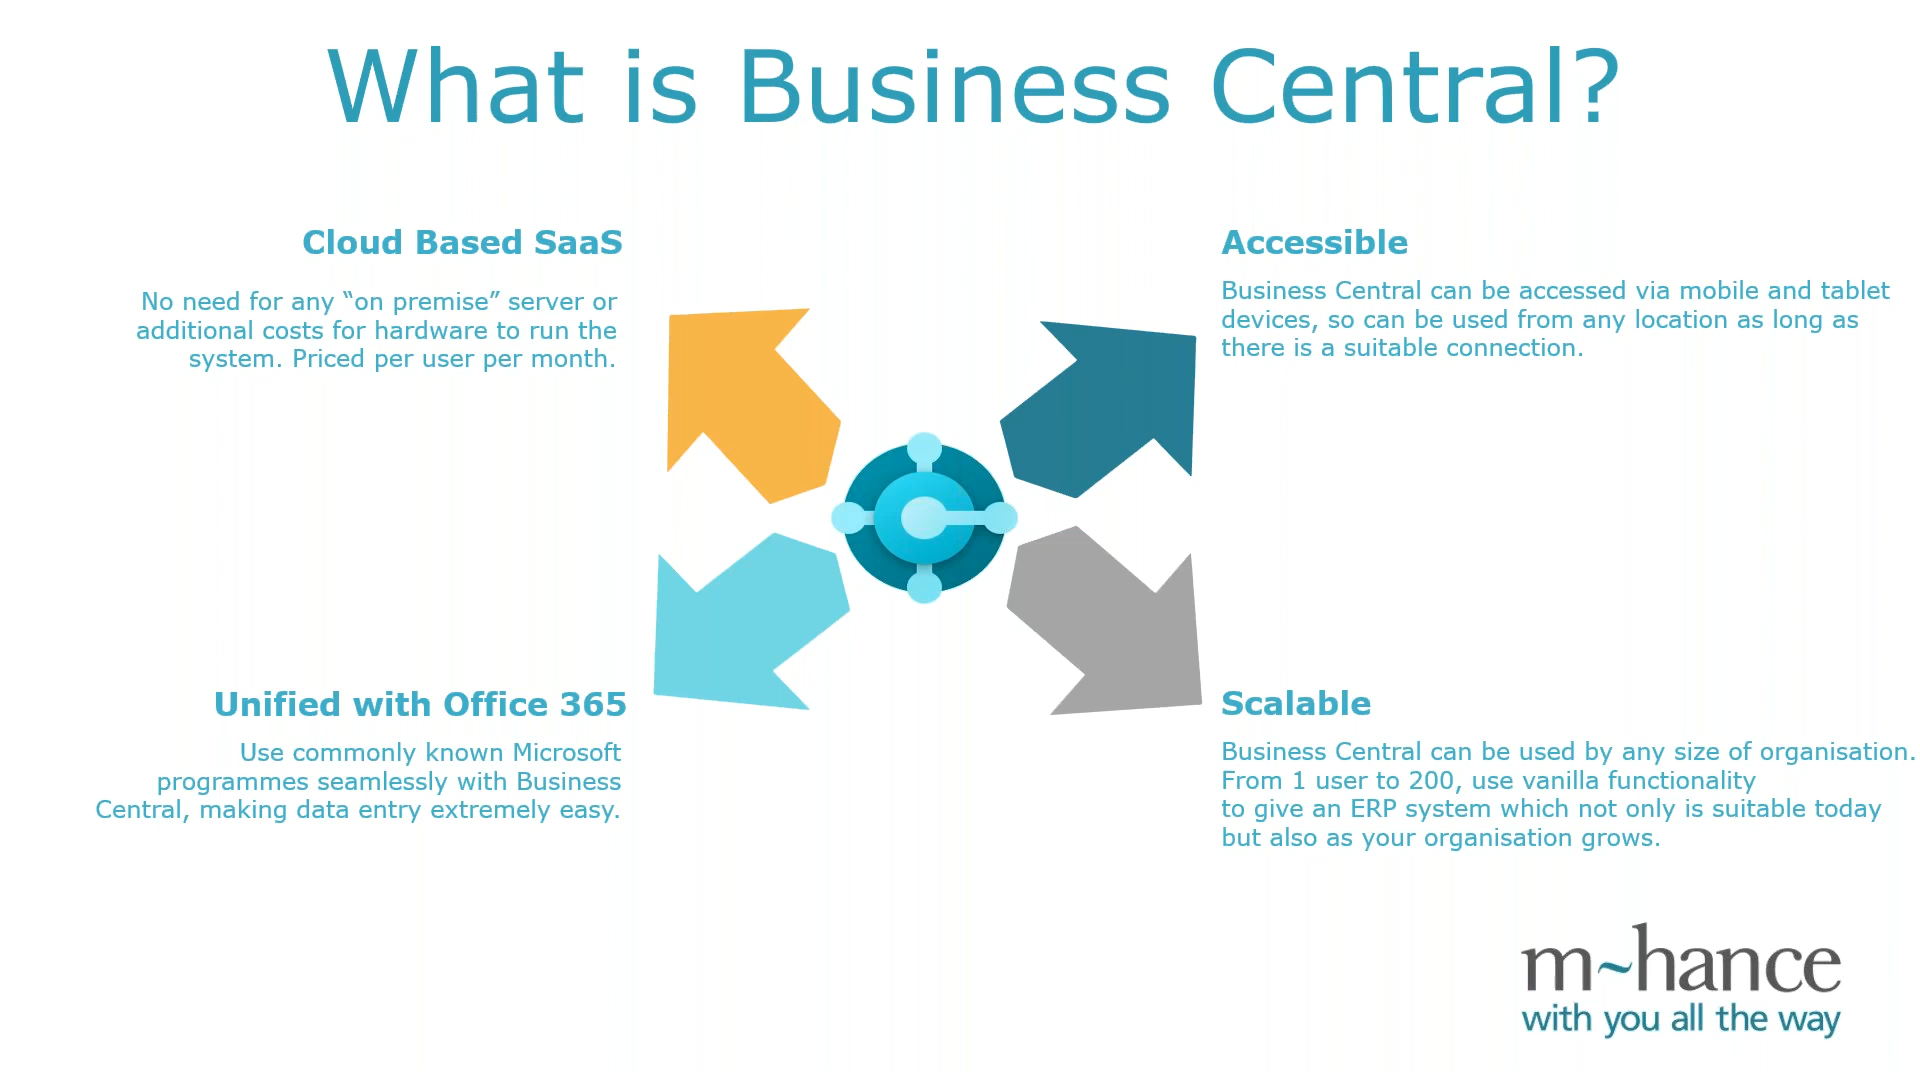 What is Business Central?
Cloud Based SaaS
No need for any “on premise” server or
additional costs for hardware to run the
system. Priced per user per month.
Accessible
Business Central can be accessed via mobile and tablet
devices, so can be used from any location as long as
there is a suitable connection.
Unified with Office 365
Use commonly known Microsoft
programmes seamlessly with Business
Central, making data entry extremely easy.
Scalable
Business Central can be used by any size of organisation.
From 1 user to 200, use vanilla functionality
to give an ERP system which not only is suitable today
but also as your organisation grows.
m~hance
with you all the way